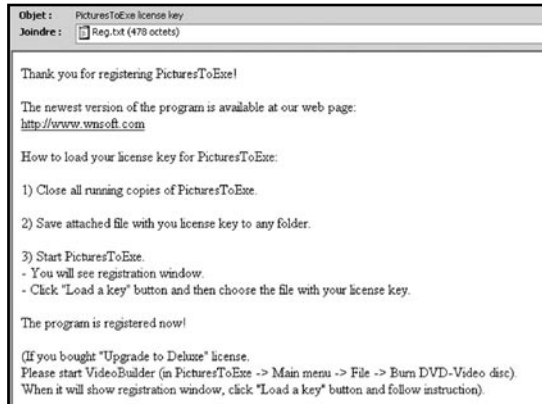 Objet : PicturesToExe license key
Joindre : Reg.txt (478 octets)
Thank you for registering PicturesToExe!
The newest version of the program is available at our web page:
http://www.wnsoft.com
How to load your license key for PicturesToExe:
1) Close all running copies of PicturesToExe.
2) Save attached file with you license key to any folder.
3) Start PicturesToExe.
- You will see registration window.
- Click "Load a key" button and then choose the file with your license key.
The program is registered now!
(If you bought "Upgrade to Deluxe" license.
Please start VideoBuilder (in PicturesToExe -> Main menu -> File -> Burn DVD-Video disc).
When it will show registration window, click "Load a key" button and follow instruction).